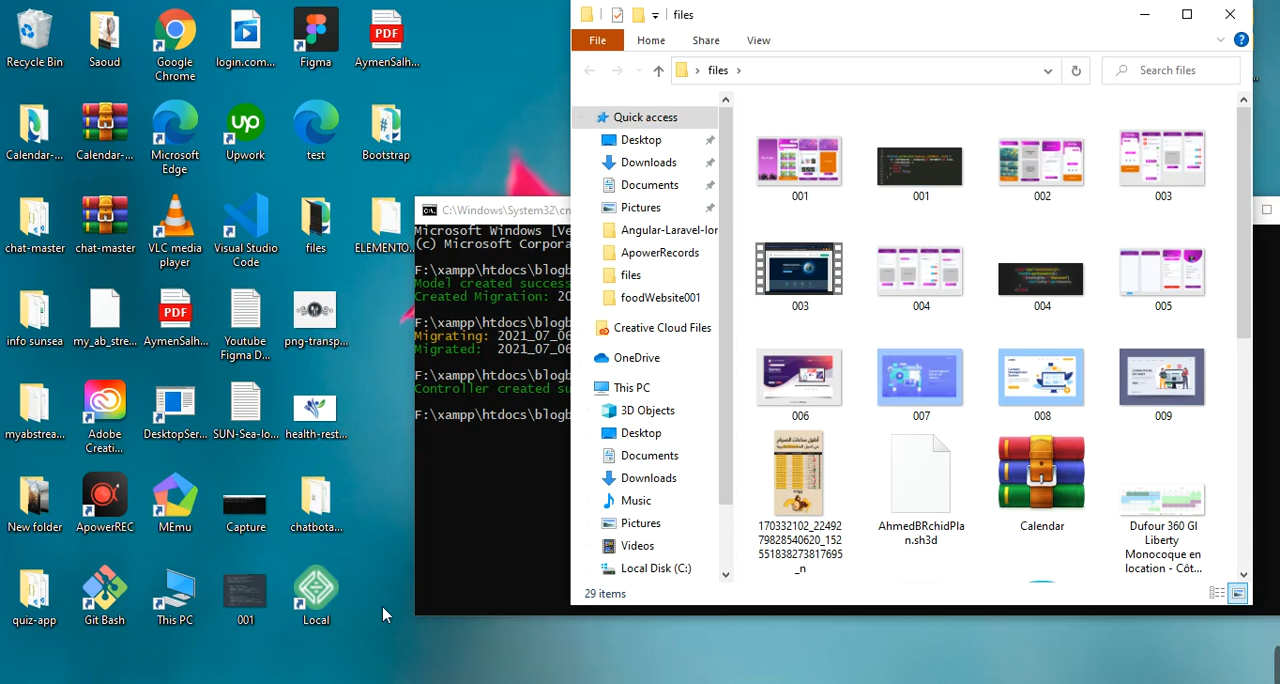 Recycle Bin
Saoud
Google
Chrome
login.com...
Figma
PDF
AymenSalh...
Calendar-...
Calendar-...
Microsoft
Edge
up
Upwork
test
Bootstrap
chat-master
chat-master
VLC media
player
Visual Studio
Code
files
ELEMENTO...
info sunsea
my_ab_stre...
PDF
AymenSalh...
Youtube
Figma D...
png-transp...
myabstrea...
Adobe
Creati...
DesktopSer...
SUN-Sea-lo...
health-rest...
New folder
ApowerREC
MEmu
Capture
chatbota...
quiz-app
Git Bash
This PC
001
Local
C:\Windows\System32\cn
Microsoft Windows [Ve
(c) Microsoft Corpora
F:\xampp\htdocs\blogb
Model created success
Created Migration: 20
F:\xampp\htdocs\blogb
Migrating: 2021_07_06
Migrated: 2021_07_06
F:\xampp\htdocs\blogb
Controller created su
F:\xampp\htdocs\blogb
files
File
Home
Share
View
files
Search files
Quick access
Desktop
Downloads
Documents
Pictures
Angular-Laravel-lor
ApowerRecords
files
foodWebsite001
Creative Cloud Files
OneDrive
This PC
3D Objects
Desktop
Documents
Downloads
Music
Pictures
Videos
Local Disk (C:)
001
001
002
003
003
004
004
005
006
007
008
009
170332102_22492
79828540620_152
551838273817695
_n
AhmedBRchidPla
n.sh3d
Calendar
Dufour 360 Gl
Liberty
Monocoque en
location - Côt...
29 items